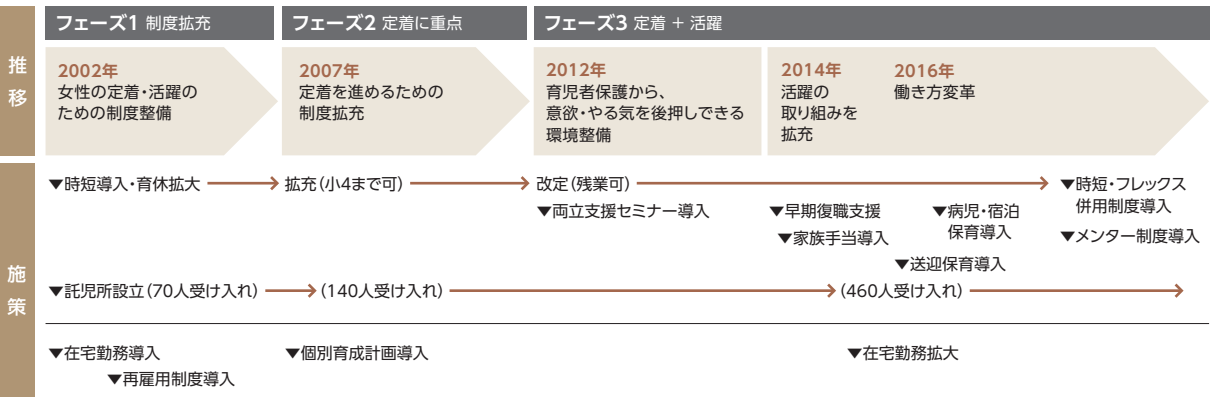 フェーズ1 制度拡充
フェーズ2 定着に重点
フェーズ3 定着 + 活躍
推移
2002年
女性の定着・活躍の
ための制度整備
2007年
定着を進めるための
制度拡充
2012年
育児者保護から、
意欲・やる気を後押しできる
環境整備
2014年
活躍の
取り組みを
拡充
2016年
働き方変革
施策
▼時短導入・育休拡大
拡充(小4まで可)
改定(残業可)
▼時短・フレックス
併用制度導入
▼両立支援セミナー導入
▼早期復職支援
▼病児・宿泊
保育導入
▼家族手当導入
▼メンター制度導入
▼送迎保育導入
▼託児所設立(70人受け入れ)
(140人受け入れ)
(460人受け入れ)
▼在宅勤務導入
▼個別育成計画導入
▼在宅勤務拡大
▼再雇用制度導入